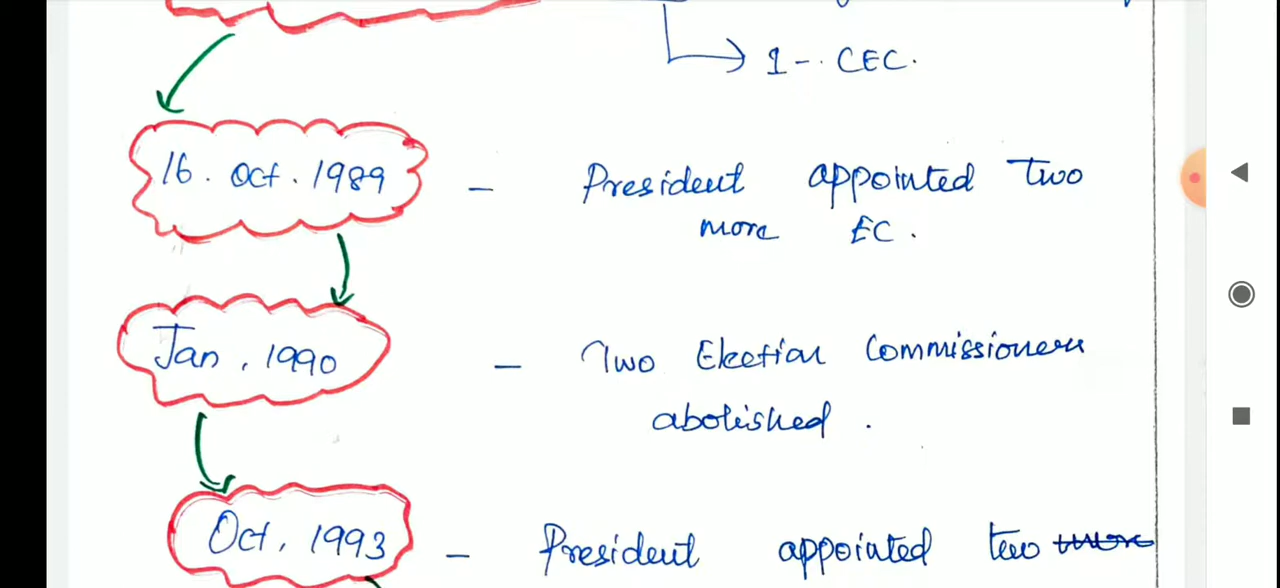 1-. CEC.
16. Oct. 1989 - President appointed Two
more EC.
Jan, 1990 - Two Election Commissioners
abolished.
Oct, 1993 - President appointed two